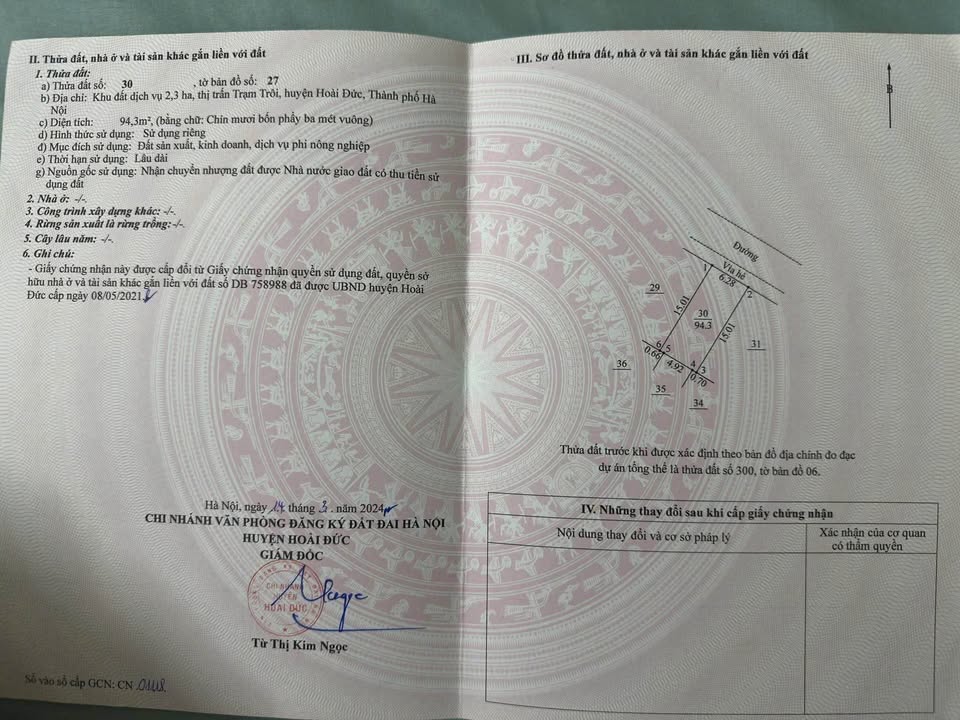 II. Thửa đất, nhà ở và tài sản khác gắn liền với đất
1. Thửa đất:
a) Thửa đất số: 30 , tờ bản đồ số: 27
b) Địa chỉ: Khu đất dịch vụ 2,3 ha, thị trấn Trạm Trôi, huyện Hoài Đức, Thành phố Hà
Nội
c) Diện tích: 94,3m², (bằng chữ: Chín mươi bốn phẩy ba mét vuông)
d) Hình thức sử dụng: Sử dụng riêng
đ) Mục đích sử dụng: Đất sản xuất, kinh doanh, dịch vụ phi nông nghiệp
e) Thời hạn sử dụng: Lâu dài
g) Nguồn gốc sử dụng: Nhận chuyển nhượng đất được Nhà nước giao đất có thu tiền sử
dụng đất
2. Nhà ở: -/-.
3. Công trình xây dựng khác: -/-.
4. Rừng sản xuất là rừng trồng:-/-.
5. Cây lâu năm: -/-.
6. Ghi chú:
- Giấy chứng nhận này được cấp đổi từ Giấy chứng nhận quyền sử dụng đất, quyền sở
hữu nhà ở và tài sản khác gắn liền với đất số DB 758988 đã được UBND huyện Hoài
Đức cấp ngày 08/05/2021
Hà Nội, ngày 14 tháng 3 . năm 2024
CHI NHÁNH VĂN PHÒNG ĐĂNG KÝ ĐẤT ĐAI HÀ NỘI
HUYỆN HOÀI ĐỨC
GIÁM ĐỐC
CHI NHÁNH
HUYỆN
HOÀI ĐỨC
Từ Thị Kim Ngọc
Số vào sổ cấp GCN: CN 0148
III. Sơ đồ thửa đất, nhà ở và tài sản khác gắn liền với đất
B
Đường
Vỉa hè
1
6.28
2
29
15.01
30
94.3
15.01
31
6
5
0.66
4.92
4
3
0.70
36
35
34
Thửa đất trước khi được xác định theo bản đồ địa chính đo đạc
dự án tổng thể là thửa đất số 300, tờ bản đồ 06.
IV. Những thay đổi sau khi cấp giấy chứng nhận
Nội dung thay đổi và cơ sở pháp lý
Xác nhận của cơ quan
có thẩm quyền